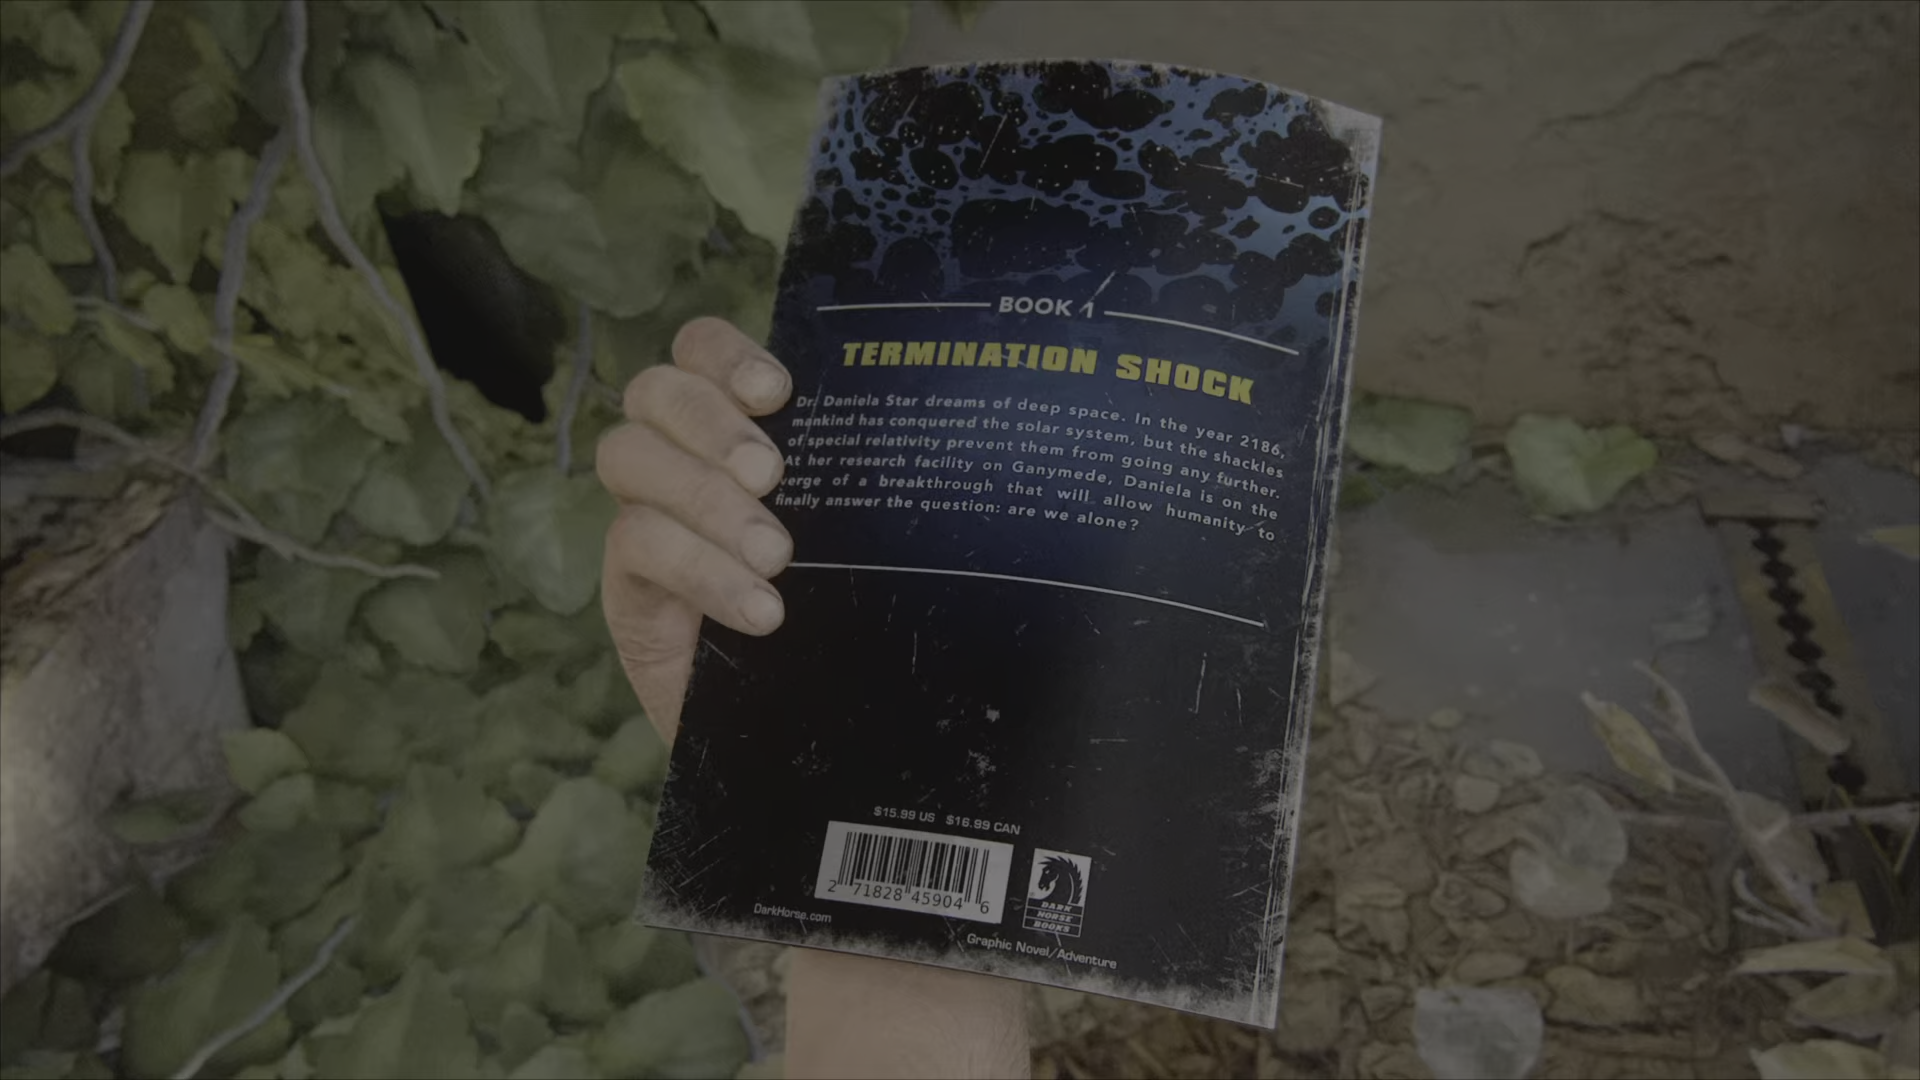 BOOK 1
TERMINATION SHOCK
Dr. Daniela Star dreams of deep space. In the year 2186,
mankind has conquered the solar system, but the shackles
of special relativity prevent them from going any further.
At her research facility on Ganymede, Daniela is on the
verge of a breakthrough that will allow humanity to
finally answer the question: are we alone?
$15.99 US $16.99 CAN
2 71828 45904 6
DARK
HORSE
BOOKS
DarkHorse.com
Graphic Novel/Adventure